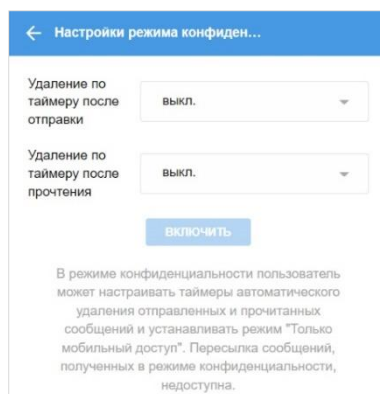 ← Настройки режима конфиден...
Удаление по
таймеру после
отправки
выкл.
Удаление по
таймеру после
прочтения
выкл.
ВКЛЮЧИТЬ
В режиме конфиденциальности пользователь
может настраивать таймеры автоматического
удаления отправленных и прочитанных
сообщений и устанавливать режим "Только
мобильный доступ". Пересылка сообщений,
полученных в режиме конфиденциальности,
недоступна.